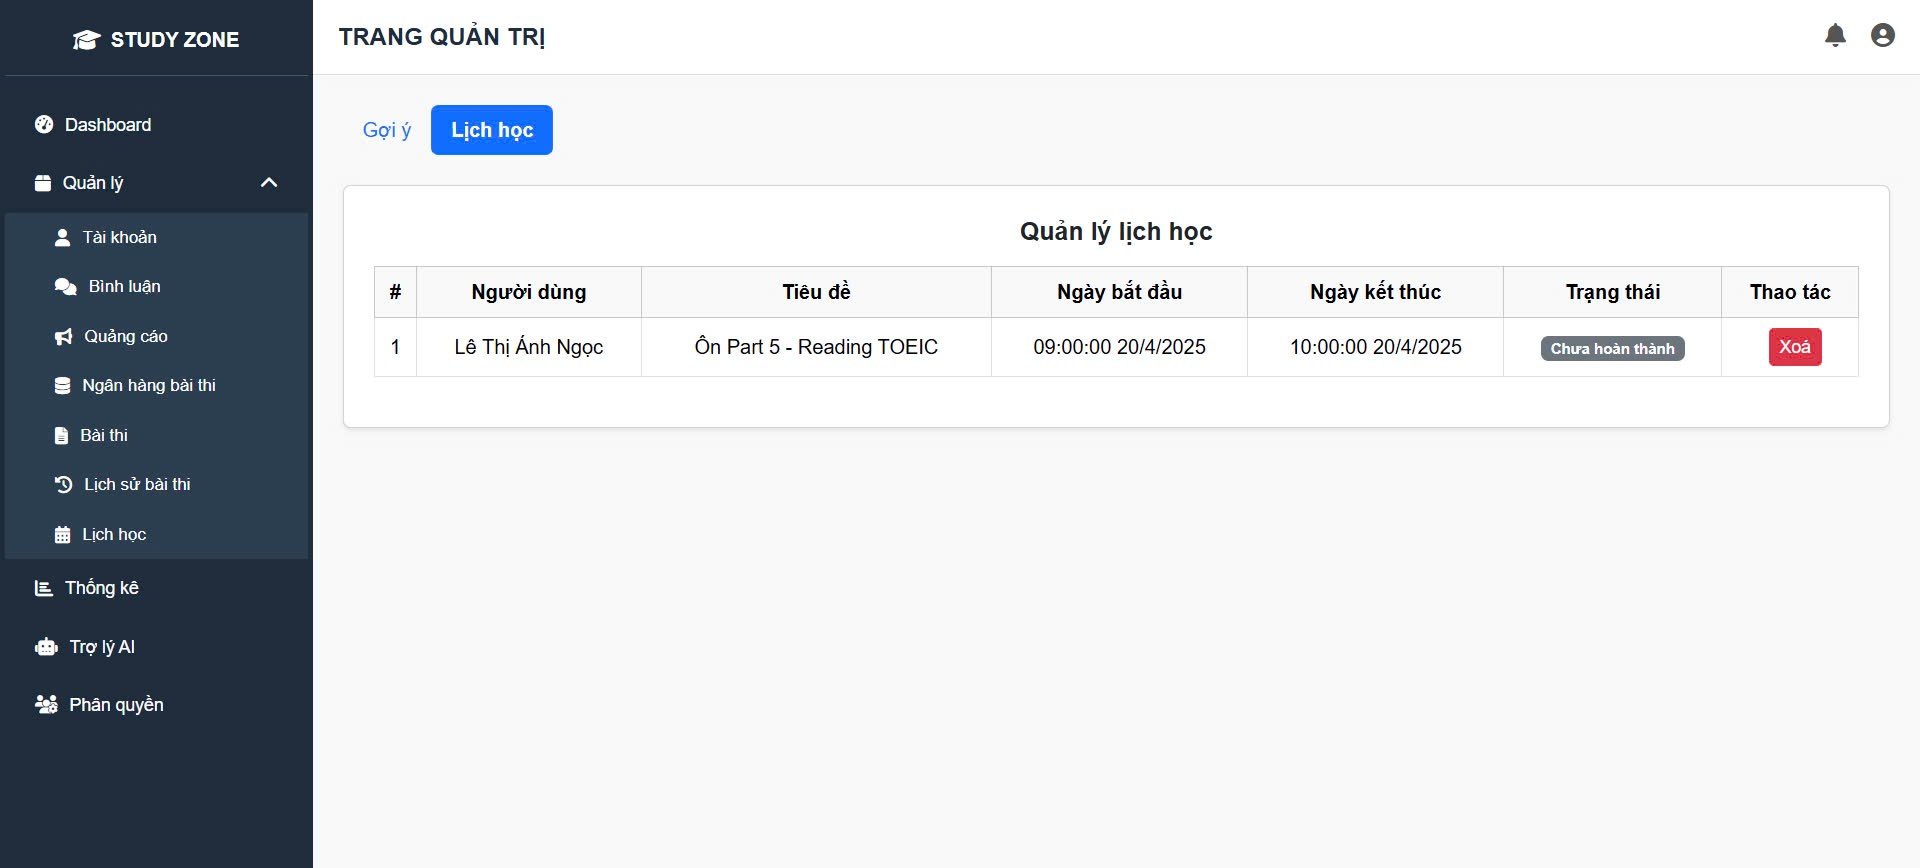 STUDY ZONE
TRANG QUẢN TRỊ
Dashboard
Quản lý
Tài khoản
Bình luận
Quảng cáo
Ngân hàng bài thi
Bài thi
Lịch sử bài thi
Lịch học
Thống kê
Trợ lý AI
Phân quyền
Gợi ý Lịch học
Quản lý lịch học
# Người dùng Tiêu đề Ngày bắt đầu Ngày kết thúc Trạng thái Thao tác
1 Lê Thị Ánh Ngọc Ôn Part 5 - Reading TOEIC 09:00:00 20/4/2025 10:00:00 20/4/2025 Chưa hoàn thành Xoá